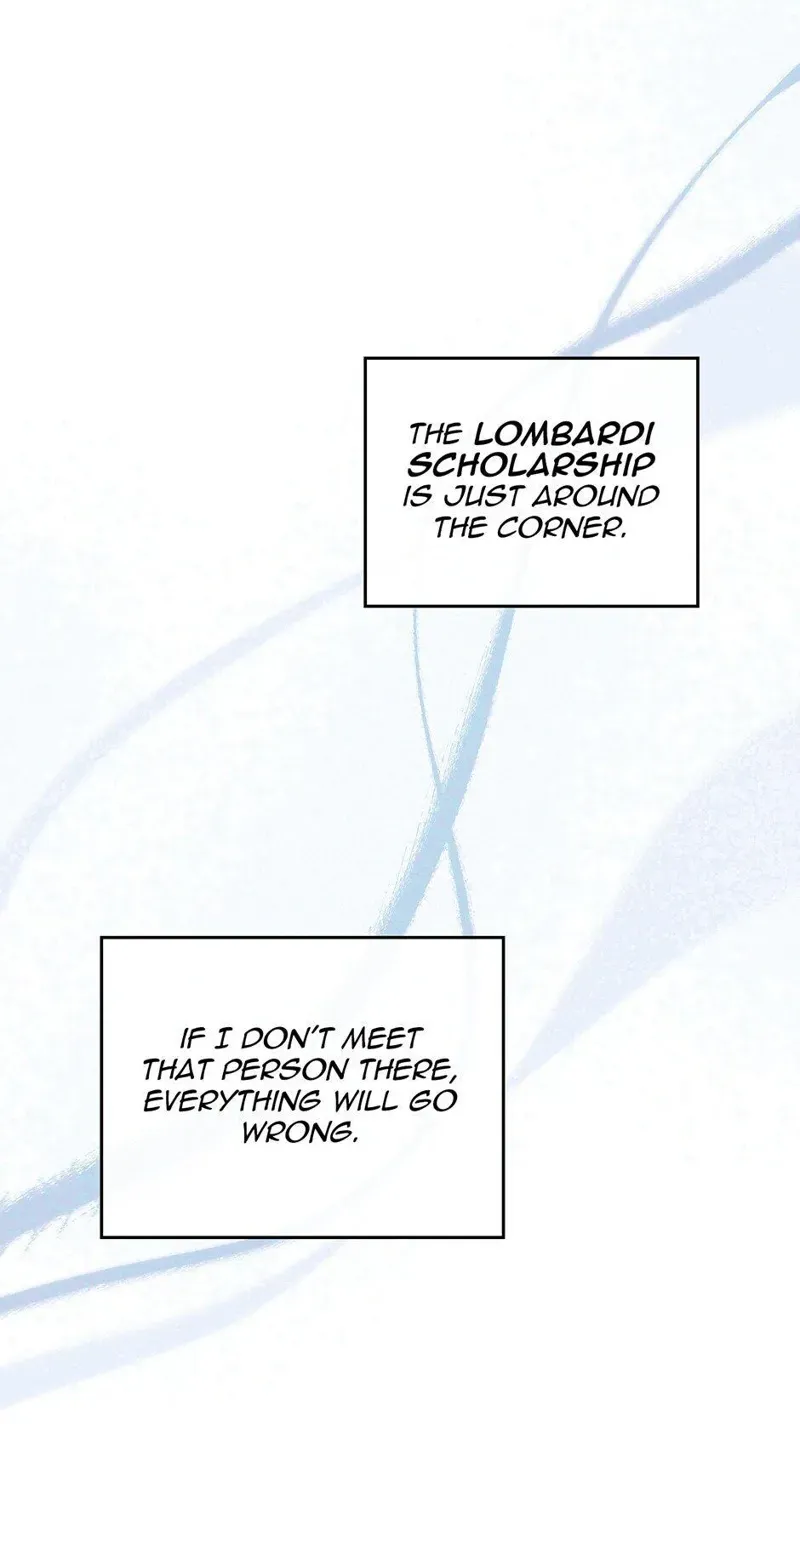 THE LOMBARDI
SCHOLARSHIP
IS JUST AROUND
THE CORNER.
IF I DON'T MEET
THAT PERSON THERE,
EVERYTHING WILL GO
WRONG.